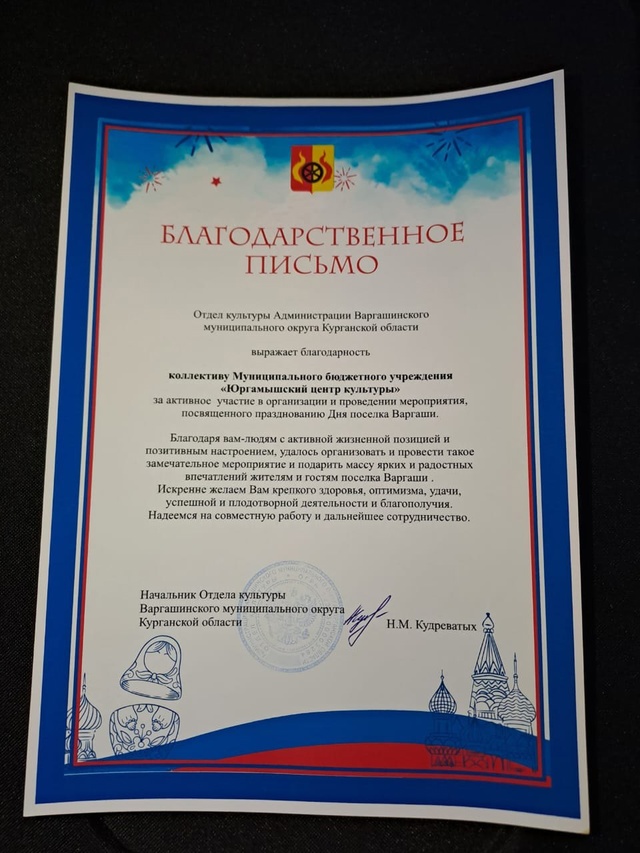 БЛАГОДАРСТВЕННОЕ
ПИСЬМО
Отдел культуры Администрации Варгашинского
муниципального округа Курганской области
выражает благодарность
коллективу Муниципального бюджетного учреждения
«Юргамышский центр культуры»
за активное участие в организации и проведении мероприятия,
посвященного празднованию Дня поселка Варгаши.
Благодаря вам-людям с активной жизненной позицией и
позитивным настроением, удалось организовать и провести такое
замечательное мероприятие и подарить массу ярких и радостных
впечатлений жителям и гостям поселка Варгаши .
Искренне желаем Вам крепкого здоровья, оптимизма, удачи,
успешной и плодотворной деятельности и благополучия.
Надеемся на совместную работу и дальнейшее сотрудничество.
Начальник Отдела культуры
Варгашинского муниципального округа
Курганской области
Н.М. Кудреватых